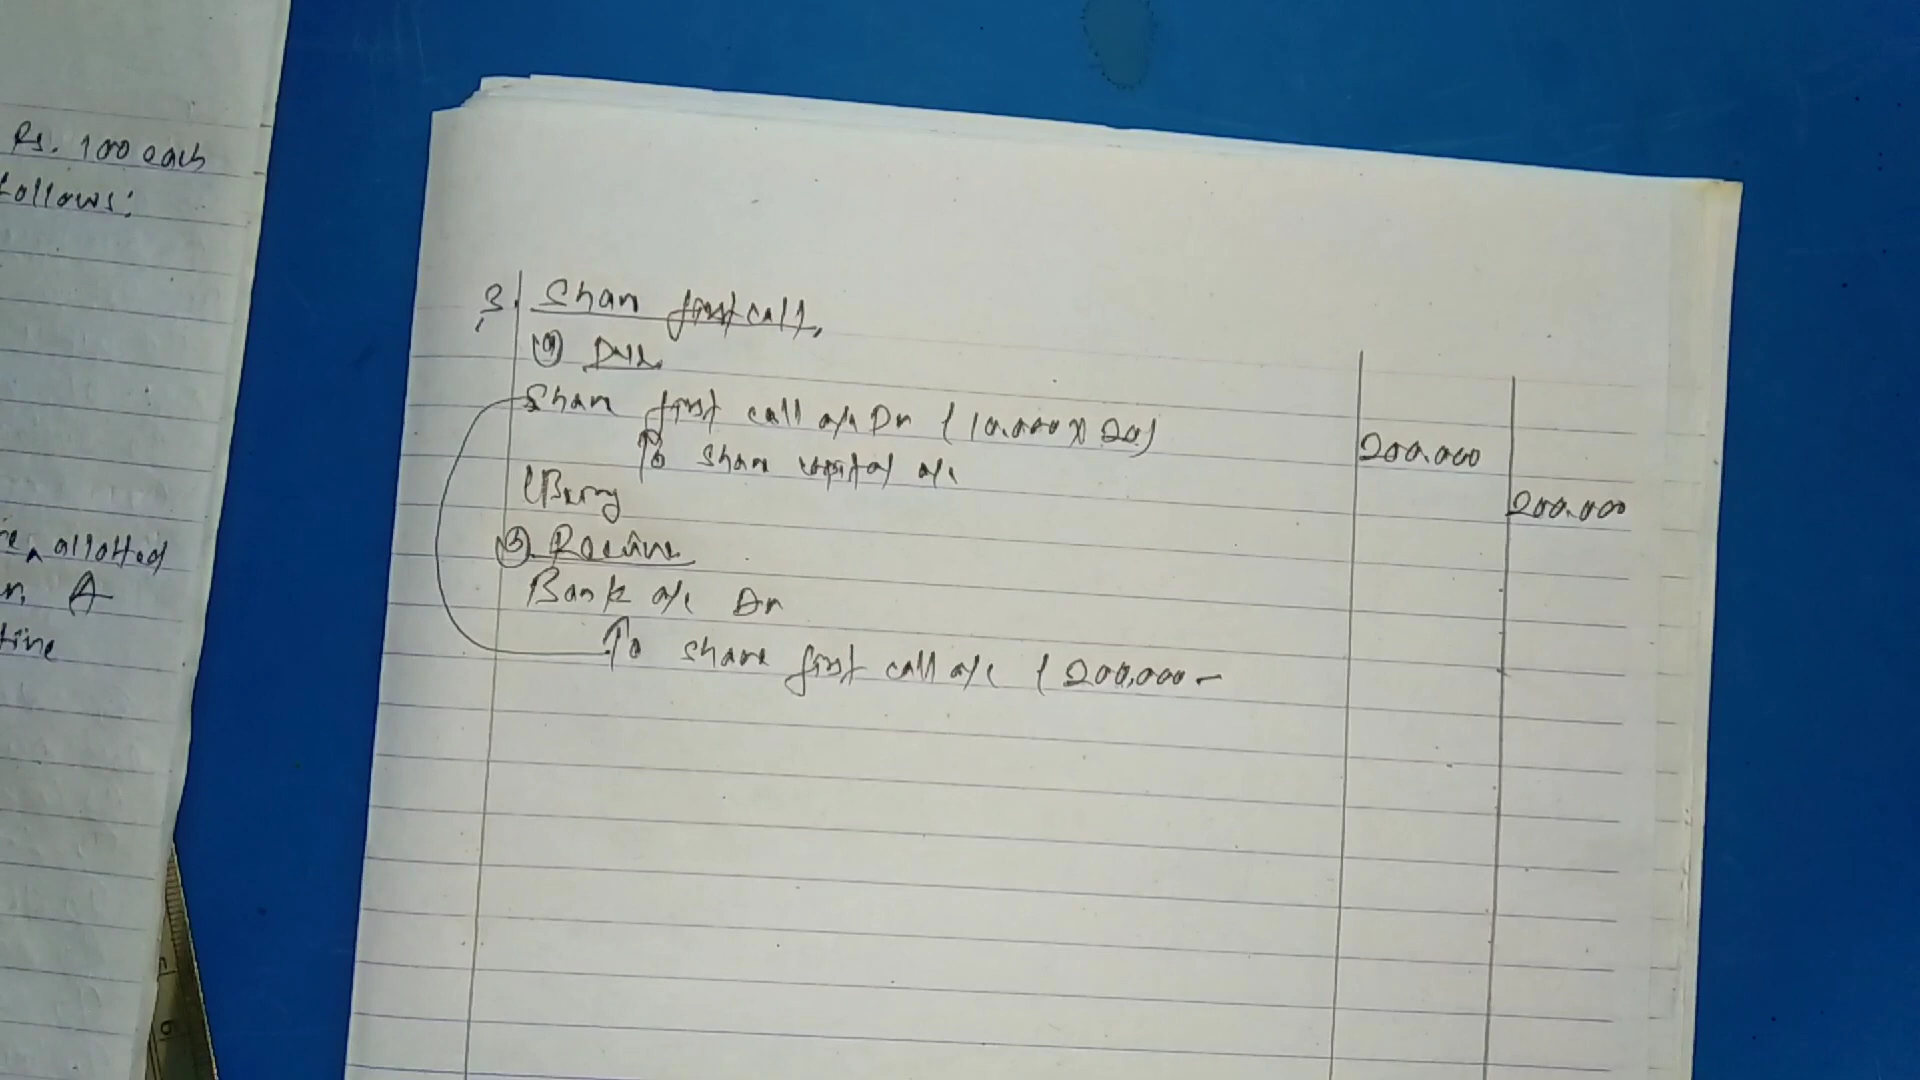 Rs. 100 each
follows:
allotted
A
3. Share first call,
(a) Due
Share first call a/c Dr (10,000 x 20)
200,000
To share capital a/c
200,000
(Being
(b) Receive
Bank a/c Dr
To share first call a/c (200,000 -